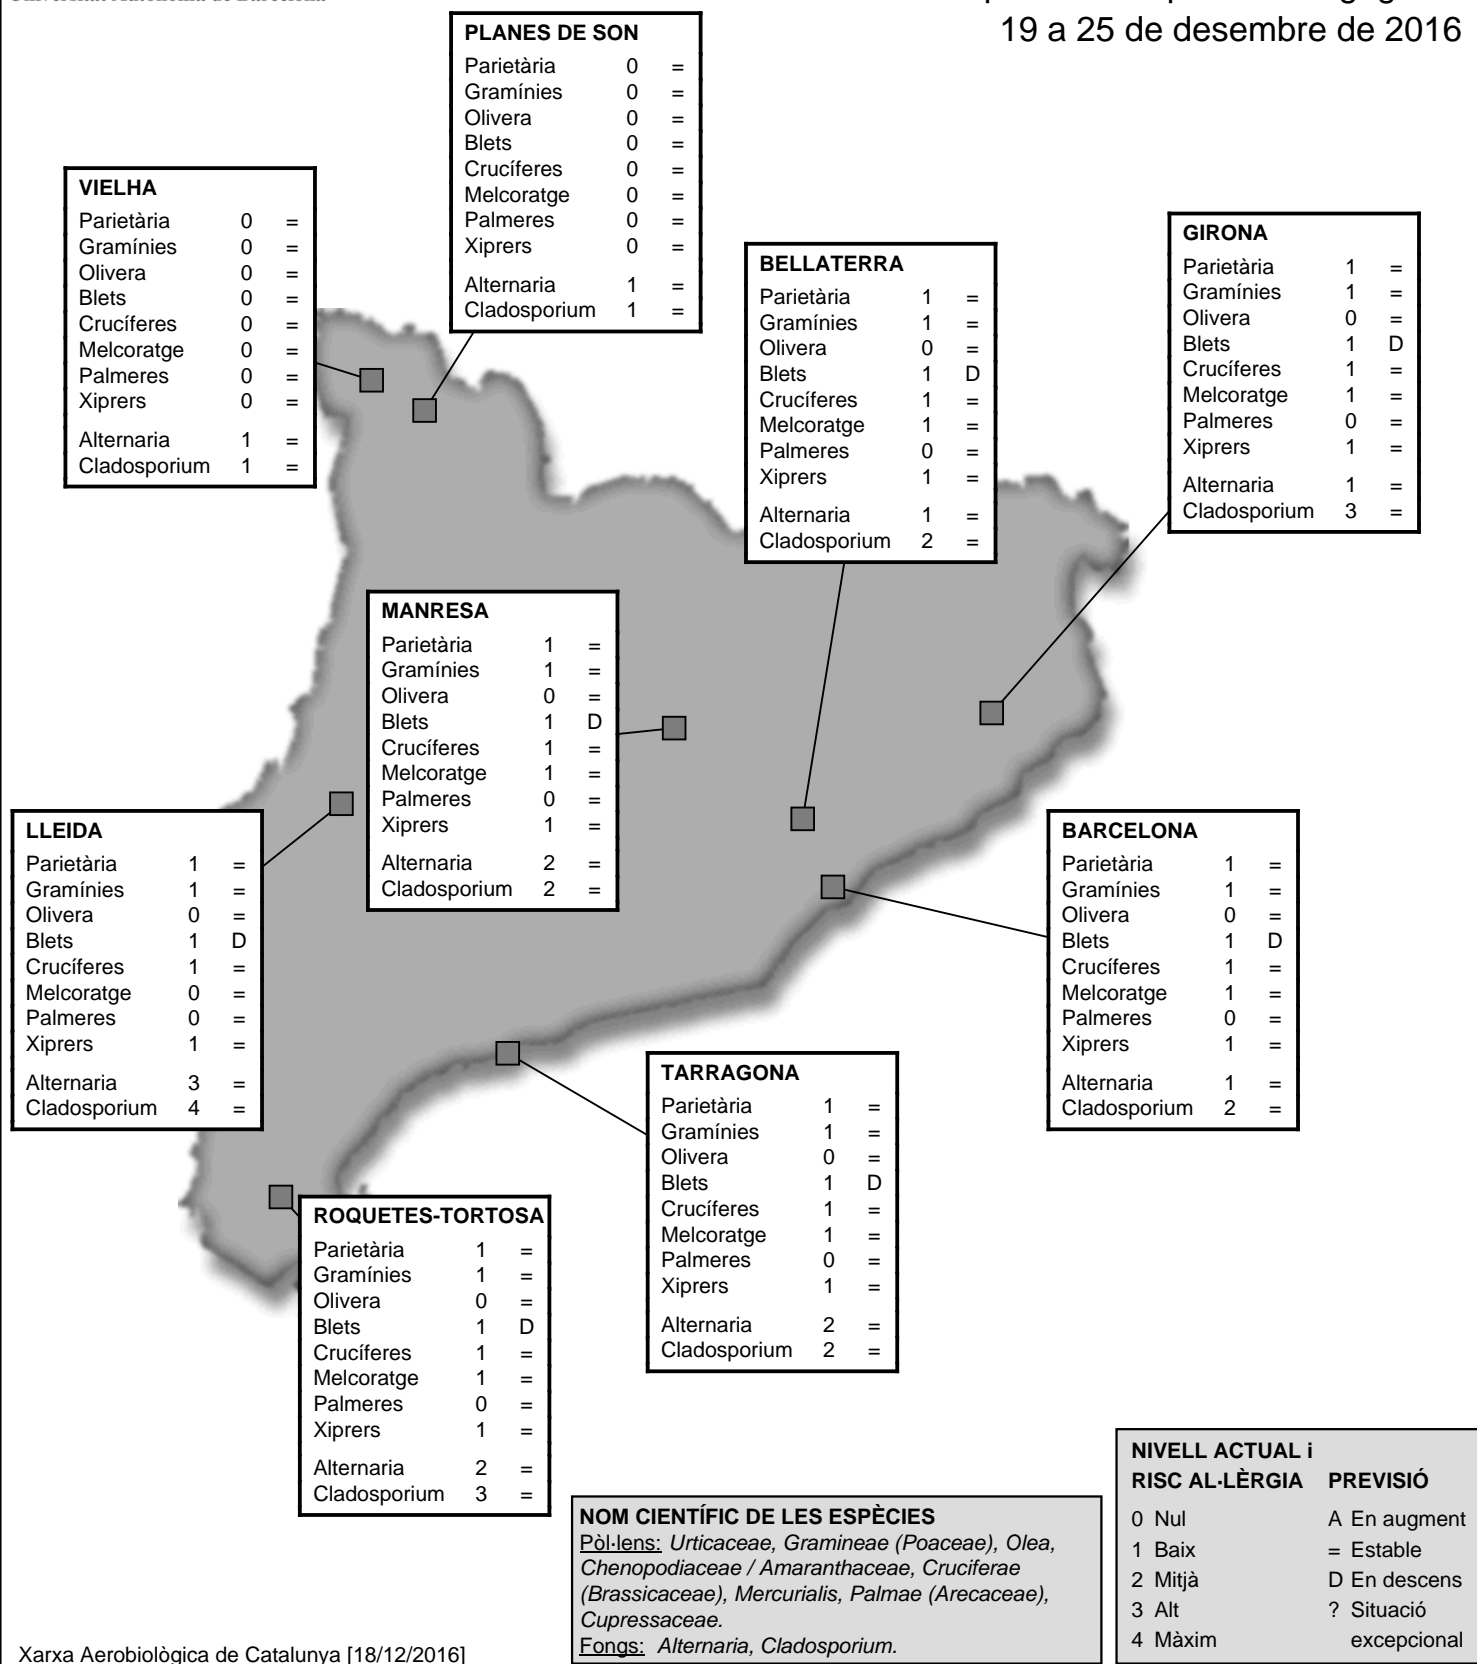 19 a 25 de desembre de 2016
PLANES DE SON
Parietària 0 =
Gramínies 0 =
Olivera 0 =
Blets 0 =
Crucíferes 0 =
Melcoratge 0 =
Palmeres 0 =
Xiprers 0 =
Alternaria 1 =
Cladosporium 1 =
VIELHA
Parietària 0 =
Gramínies 0 =
Olivera 0 =
Blets 0 =
Crucíferes 0 =
Melcoratge 0 =
Palmeres 0 =
Xiprers 0 =
Alternaria 1 =
Cladosporium 1 =
BELLATERRA
Parietària 1 =
Gramínies 1 =
Olivera 0 =
Blets 1 D
Crucíferes 1 =
Melcoratge 1 =
Palmeres 0 =
Xiprers 1 =
Alternaria 1 =
Cladosporium 2 =
GIRONA
Parietària 1 =
Gramínies 1 =
Olivera 0 =
Blets 1 D
Crucíferes 1 =
Melcoratge 1 =
Palmeres 0 =
Xiprers 1 =
Alternaria 1 =
Cladosporium 3 =
MANRESA
Parietària 1 =
Gramínies 1 =
Olivera 0 =
Blets 1 D
Crucíferes 1 =
Melcoratge 1 =
Palmeres 0 =
Xiprers 1 =
Alternaria 2 =
Cladosporium 2 =
LLEIDA
Parietària 1 =
Gramínies 1 =
Olivera 0 =
Blets 1 D
Crucíferes 1 =
Melcoratge 0 =
Palmeres 0 =
Xiprers 1 =
Alternaria 3 =
Cladosporium 4 =
BARCELONA
Parietària 1 =
Gramínies 1 =
Olivera 0 =
Blets 1 D
Crucíferes 1 =
Melcoratge 1 =
Palmeres 0 =
Xiprers 1 =
Alternaria 1 =
Cladosporium 2 =
TARRAGONA
Parietària 1 =
Gramínies 1 =
Olivera 0 =
Blets 1 D
Crucíferes 1 =
Melcoratge 1 =
Palmeres 0 =
Xiprers 1 =
Alternaria 2 =
Cladosporium 2 =
ROQUETES-TORTOSA
Parietària 1 =
Gramínies 1 =
Olivera 0 =
Blets 1 D
Crucíferes 1 =
Melcoratge 1 =
Palmeres 0 =
Xiprers 1 =
Alternaria 2 =
Cladosporium 3 =
NOM CIENTÍFIC DE LES ESPÈCIES
Pòl·lens: Urticaceae, Gramineae (Poaceae), Olea,
Chenopodiaceae / Amaranthaceae, Cruciferae
(Brassicaceae), Mercurialis, Palmae (Arecaceae),
Cupressaceae.
Fongs: Alternaria, Cladosporium.
NIVELL ACTUAL i
RISC AL·LÈRGIA PREVISIÓ
0 Nul A En augment
1 Baix = Estable
2 Mitjà D En descens
3 Alt ? Situació
4 Màxim excepcional
Xarxa Aerobiològica de Catalunya [18/12/2016]